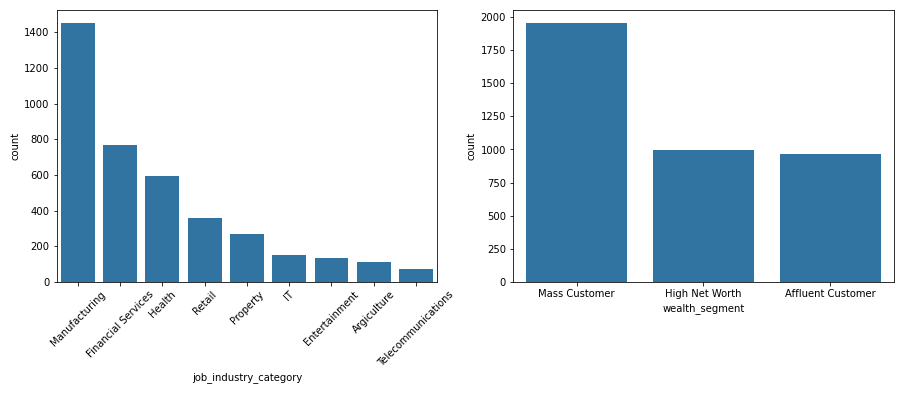 1400
1200
1000
800
600
400
200
0
count
Manufacturing
Financial Services
Health
Retail
Property
IT
Entertainment
Argiculture
Telecommunications
job_industry_category
2000
1750
1500
1250
1000
750
500
250
0
count
Mass Customer
High Net Worth
Affluent Customer
wealth_segment